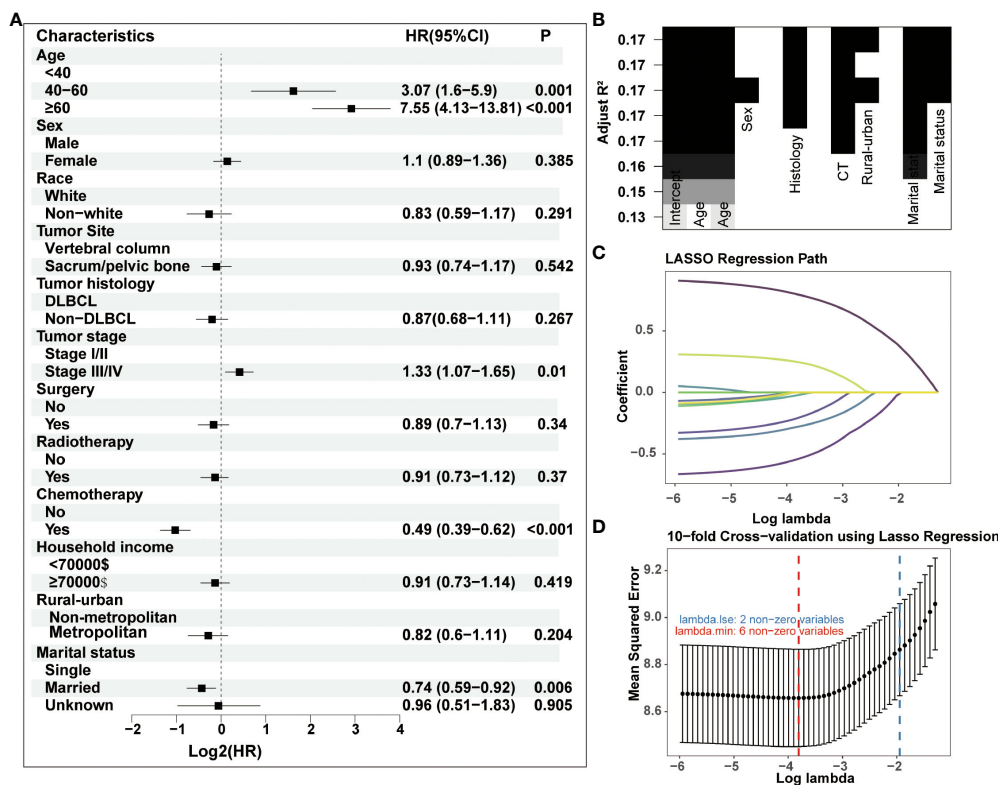 A
Characteristics HR(95%CI) P
Age
<40
40−60 3.07 (1.6−5.9) 0.001
≥60 7.55 (4.13−13.81) <0.001
Sex
Male
Female 1.1 (0.89−1.36) 0.385
Race
White
Non−white 0.83 (0.59−1.17) 0.291
Tumor Site
Vertebral column
Sacrum/pelvic bone 0.93 (0.74−1.17) 0.542
Tumor histology
DLBCL
Non−DLBCL 0.87(0.68−1.11) 0.267
Tumor stage
Stage I/II
Stage III/IV 1.33 (1.07−1.65) 0.01
Surgery
No
Yes 0.89 (0.7−1.13) 0.34
Radiotherapy
No
Yes 0.91 (0.73−1.12) 0.37
Chemotherapy
No
Yes 0.49 (0.39−0.62) <0.001
Household income
<70000$
≥70000$ 0.91 (0.73−1.14) 0.419
Rural−urban
Non−metropolitan
Metropolitan 0.82 (0.6−1.11) 0.204
Marital status
Single
Married 0.74 (0.59−0.92) 0.006
Unknown 0.96 (0.51−1.83) 0.905
−2 −1 0 1 2 3 4
Log2(HR)
B
Adjust R²
0.17
0.17
0.17
0.17
0.17
0.16
0.15
0.13
Intercept
Age
Age
Sex
Histology
CT
Rural−urban
Marital stat
Marital status
C
LASSO Regression Path
Coefficient
0.5
0.0
−0.5
−6 −5 −4 −3 −2
Log lambda
D
10−fold Cross−validation using Lasso Regression
Mean Squared Error
9.2
9.0
8.8
8.6
lambda.lse: 2 non−zero variables
lambda.min: 6 non−zero variables
−6 −5 −4 −3 −2
Log lambda